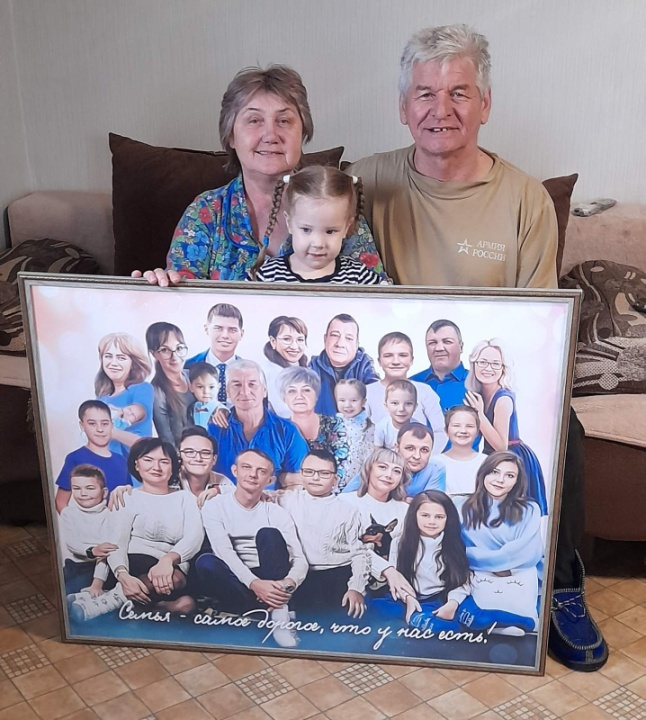 АРМИЯ
РОССИИ
Семья - самое дорогое, что у нас есть!